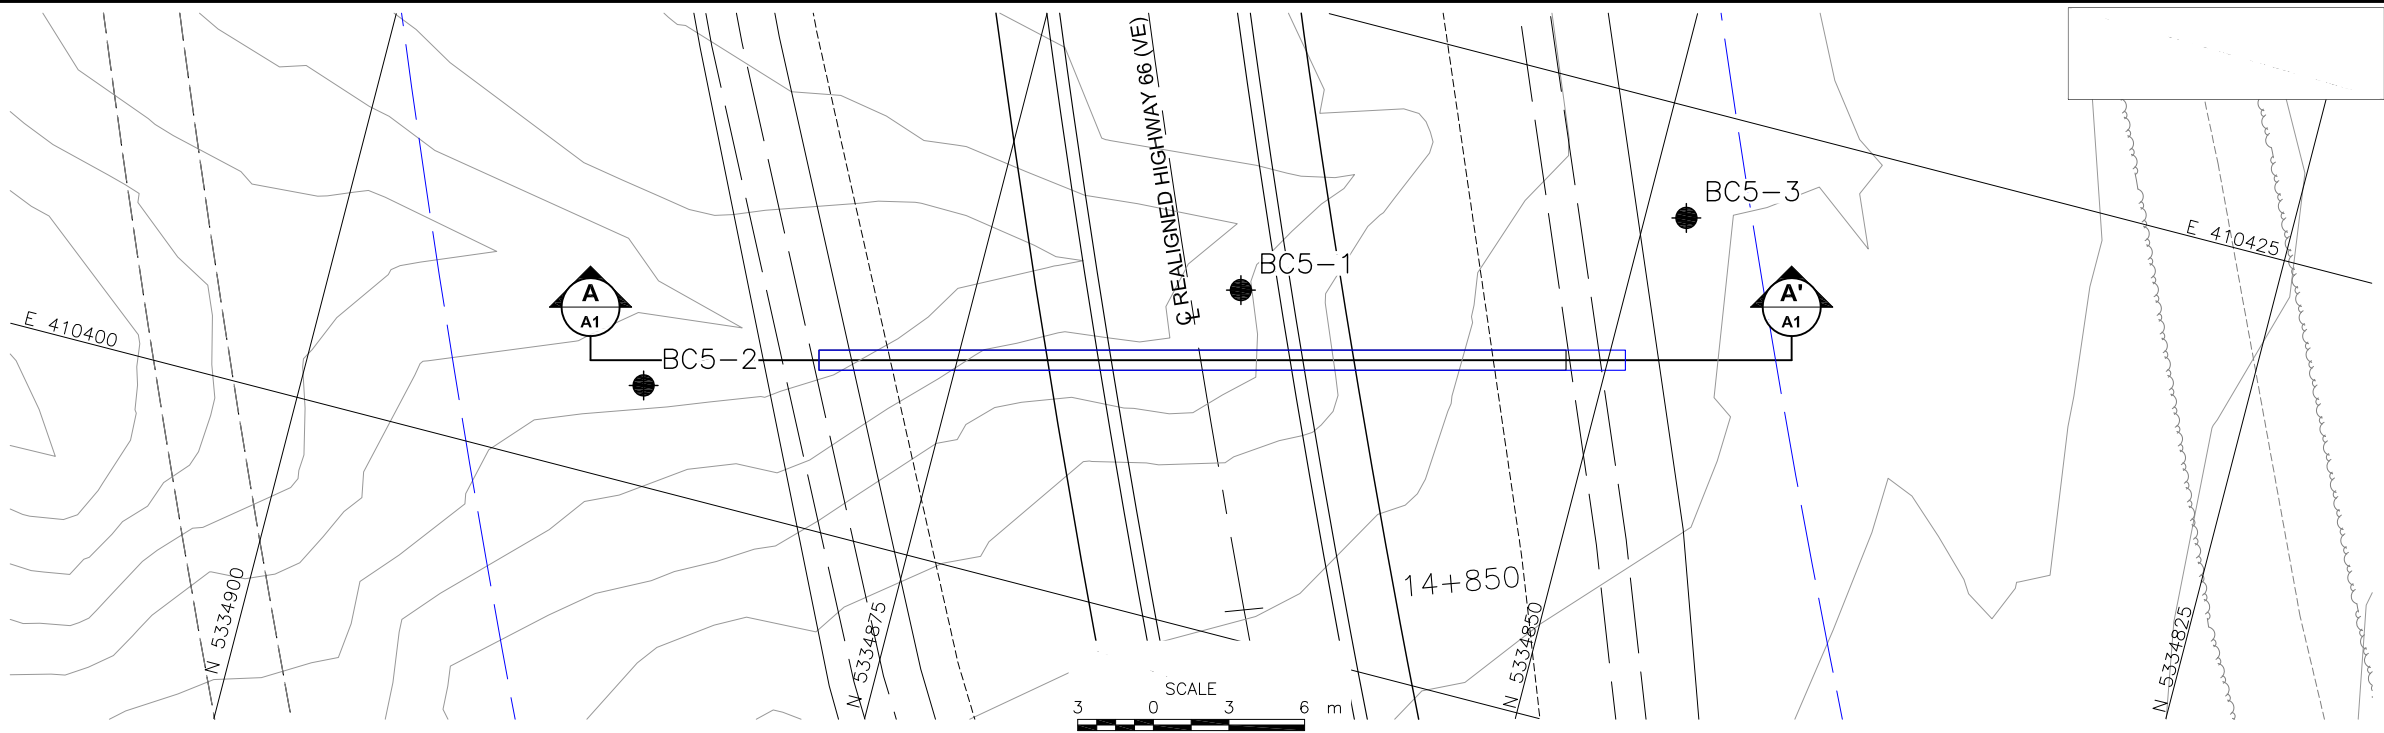 REALIGNED HIGHWAY 66 (VE)
BC5-3
E 410425
BC5-1
A
A1
A'
A1
E 410400
BC5-2
14+850
N 5334900
N 5334875
N 5334850
N 5334825
SCALE
3 0 3 6 m